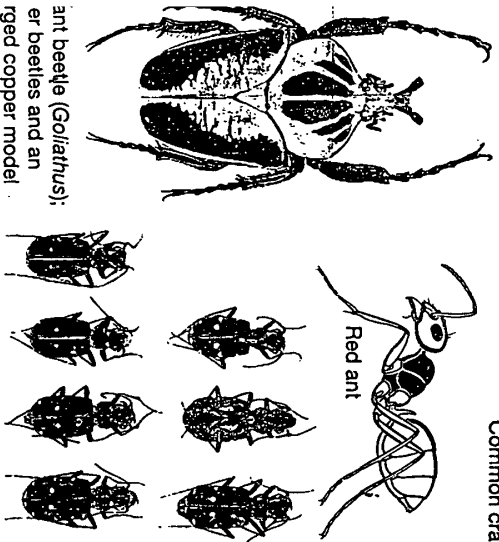 ant beetle (Goliathus);
er beetles and an
rged copper model
Red ant
Common cra